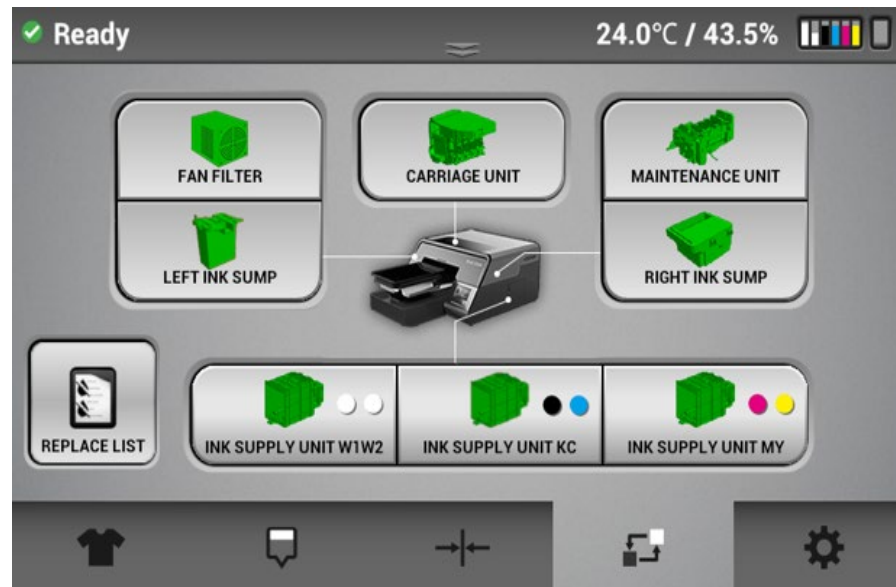 Ready
24.0°C / 43.5%
FAN FILTER
CARRIAGE UNIT
MAINTENANCE UNIT
LEFT INK SUMP
RIGHT INK SUMP
REPLACE LIST
INK SUPPLY UNIT W1W2
INK SUPPLY UNIT KC
INK SUPPLY UNIT MY